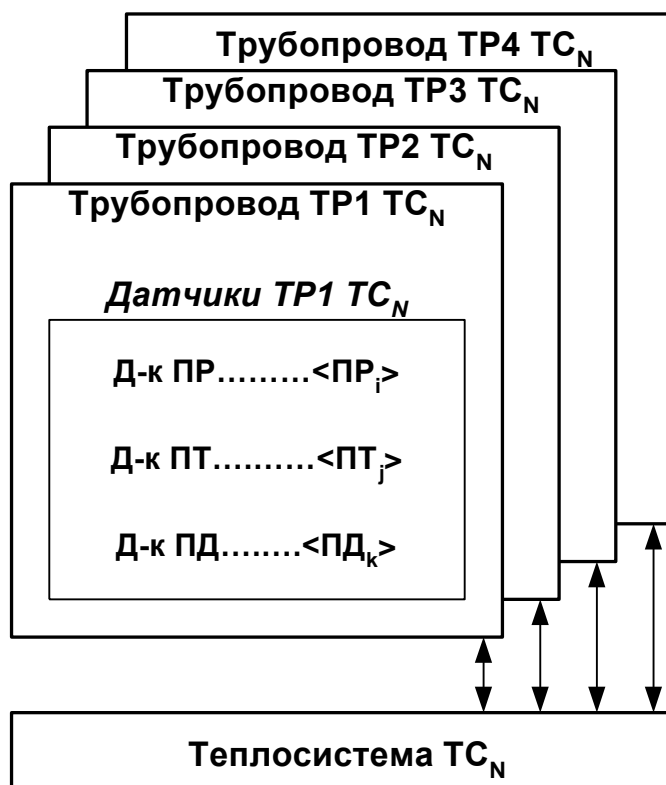 Трубопровод ТР4 ТС_N
Трубопровод ТР3 ТС_N
Трубопровод ТР2 ТС_N
Трубопровод ТР1 ТС_N
Датчики ТР1 ТС_N
Д-к ПР.........<ПР_i>
Д-к ПТ..........<ПТ_j>
Д-к ПД........<ПД_k>
Теплосистема ТС_N